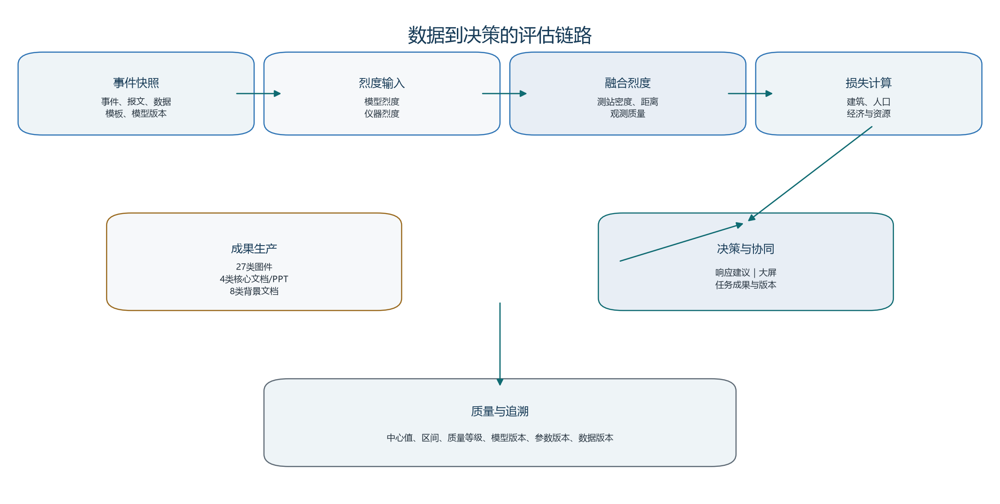 数据到决策的评估链路
事件快照
事件、报文、数据
模板、模型版本
烈度输入
模型烈度
仪器烈度
融合烈度
测站密度、距离
观测质量
损失计算
建筑、人口
经济与资源
成果生产
27类图件
4类核心文档/PPT
8类背景文档
决策与协同
响应建议 | 大屏
任务成果与版本
质量与追溯
中心值、区间、质量等级、模型版本、参数版本、数据版本